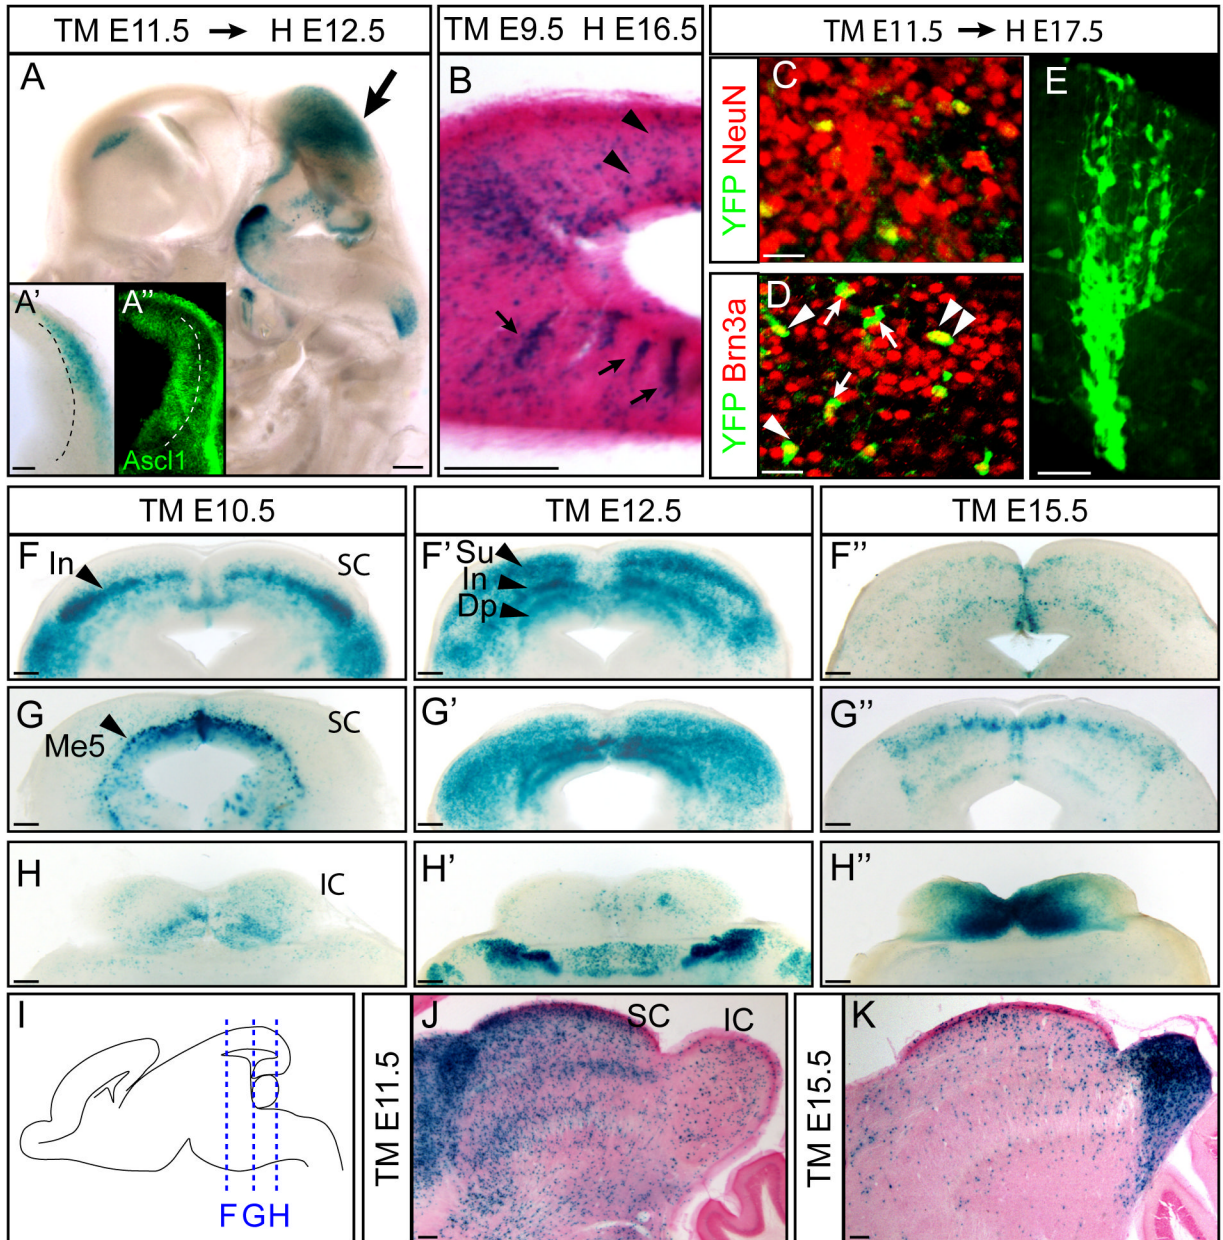 TM E11.5 → H E12.5
TM E9.5 H E16.5
TM E11.5 → H E17.5
A
A'
A''
Ascl1
B
YFP NeuN
C
YFP Brn3a
D
E
TM E10.5
TM E12.5
TM E15.5
F
In
SC
F'
Su
In
Dp
F''
G
Me5
SC
G'
G''
H
IC
H'
H''
I
F G H
TM E11.5
J
SC
IC
TM E15.5
K